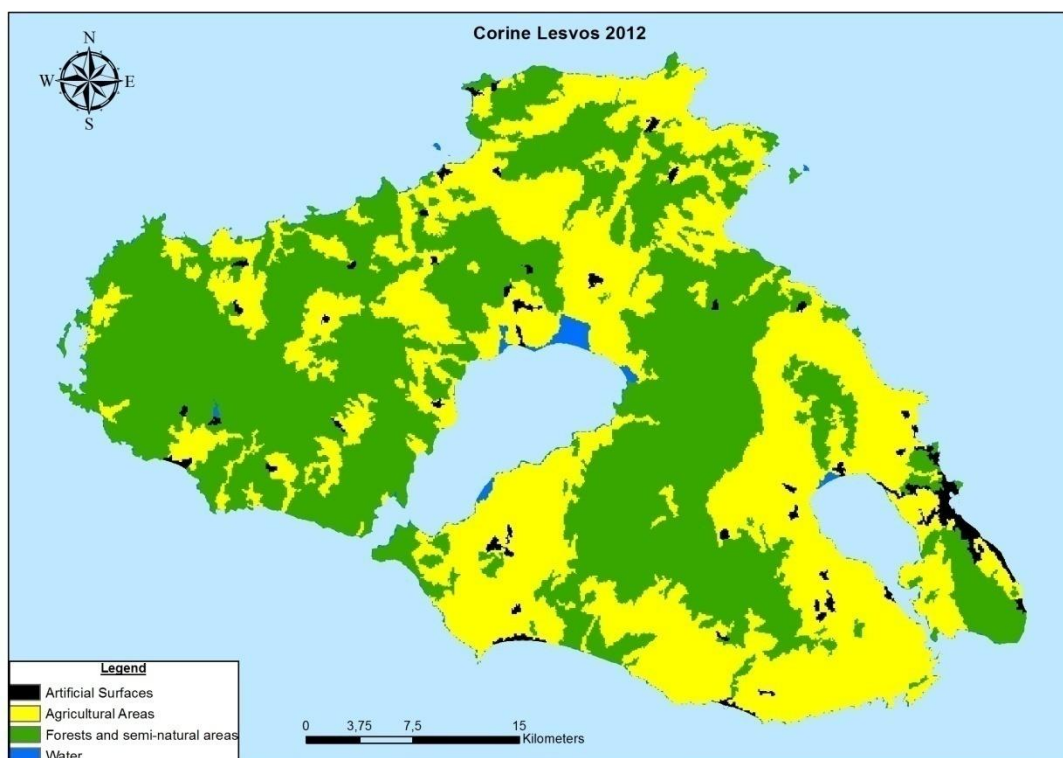 Corine Lesvos 2012
N
W E
S
Legend
Artificial Surfaces
Agricultural Areas
Forests and semi-natural areas
Water
0 3,75 7,5 15
Kilometers